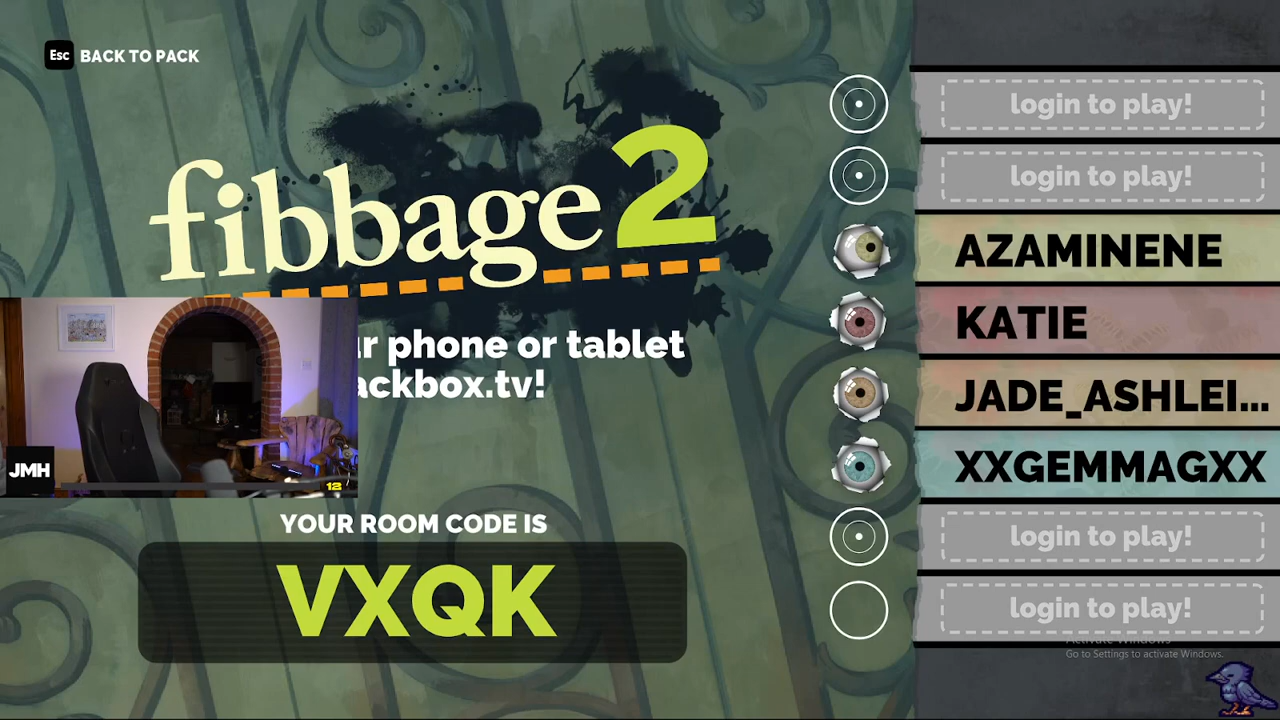 Esc BACK TO PACK
fibbage 2
phone or tablet
ackbox.tv!
YOUR ROOM CODE IS
VXQK
login to play!
login to play!
AZAMINENE
KATIE
JADE_ASHLEI...
XXGEMMAGXX
login to play!
login to play!
Activate Windows
Go to Settings to activate Windows.
JMH
12